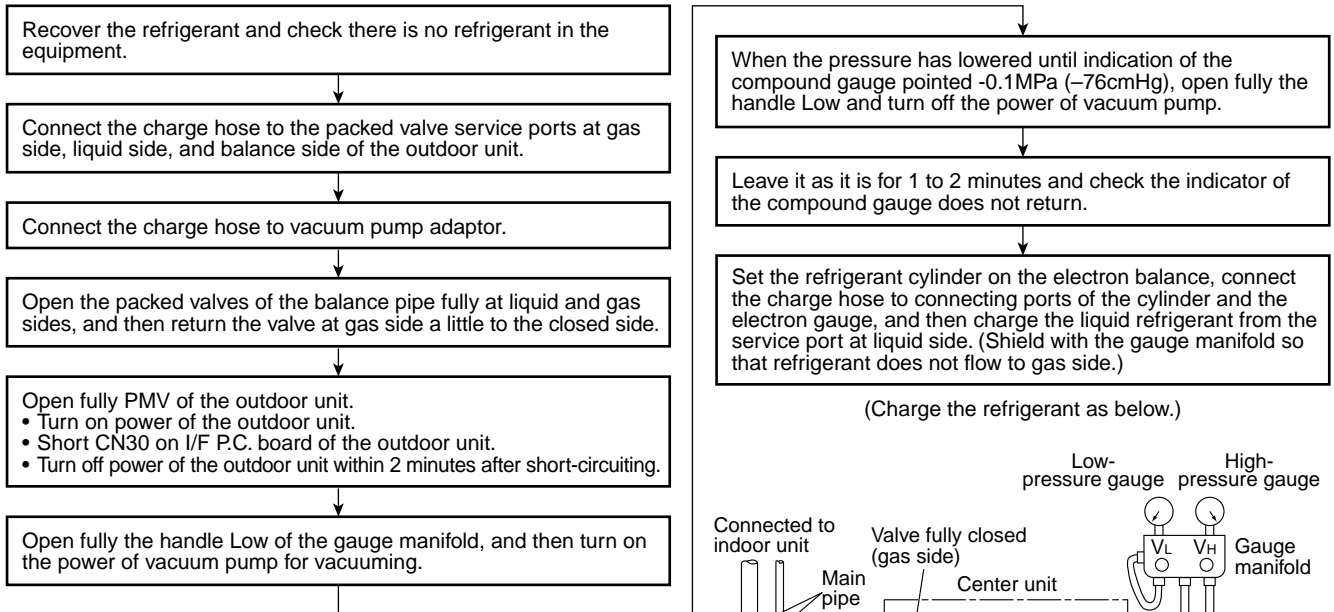 Recover the refrigerant and check there is no refrigerant in the
equipment.
Connect the charge hose to the packed valve service ports at gas
side, liquid side, and balance side of the outdoor unit.
Connect the charge hose to vacuum pump adaptor.
Open the packed valves of the balance pipe fully at liquid and gas
sides, and then return the valve at gas side a little to the closed side.
Open fully PMV of the outdoor unit.
• Turn on power of the outdoor unit.
• Short CN30 on I/F P.C. board of the outdoor unit.
• Turn off power of the outdoor unit within 2 minutes after short-circuiting.
Open fully the handle Low of the gauge manifold, and then turn on
the power of vacuum pump for vacuuming.
When the pressure has lowered until indication of the
compound gauge pointed -0.1MPa (–76cmHg), open fully the
handle Low and turn off the power of vacuum pump.
Leave it as it is for 1 to 2 minutes and check the indicator of
the compound gauge does not return.
Set the refrigerant cylinder on the electron balance, connect
the charge hose to connecting ports of the cylinder and the
electron gauge, and then charge the liquid refrigerant from the
service port at liquid side. (Shield with the gauge manifold so
that refrigerant does not flow to gas side.)
(Charge the refrigerant as below.)
Low-
pressure gauge
High-
pressure gauge
Connected to
indoor unit
Valve fully closed
(gas side)
VL
VH
Gauge
manifold
Main
pipe
Center unit